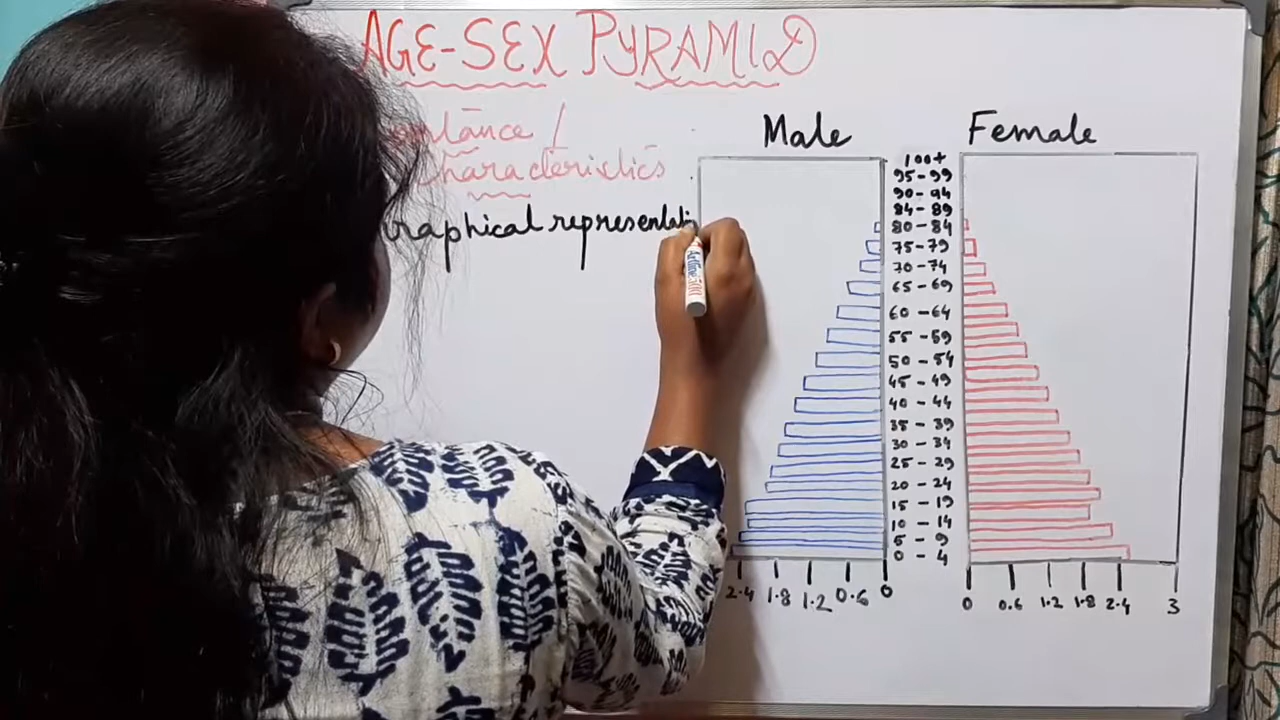 AGE-SEX PYRAMID
/
Characteristics
Graphical representati
Male
Female
100+
95-99
90-94
84-89
80-84
75-79
70-74
65-69
60-64
55-59
50-54
45-49
40-44
35-39
30-34
25-29
20-24
15-19
10-14
5-9
0-4
2.4 1.8 1.2 0.6 0
0 0.6 1.2 1.8 2.4 3
Artline 500